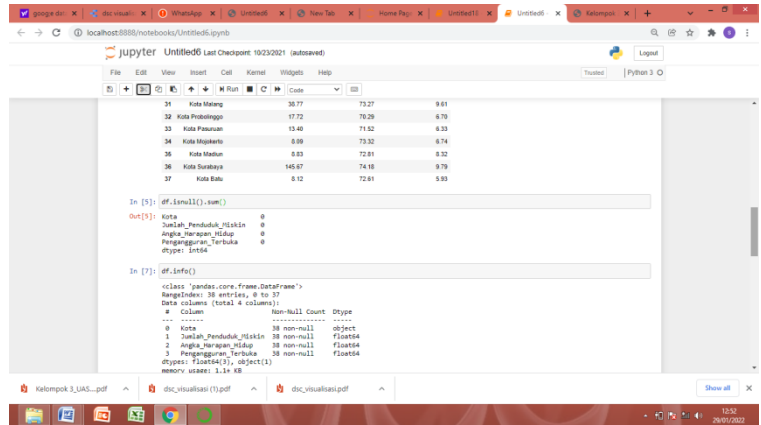 googe dat
dsc visualis
WhatsApp
Untitled6
New Tab
Home Page
Untitled10
Untitled6 -
Kelompok
localhost:8888/notebooks/Untitled6.ipynb
jupyter Untitled6 Last Checkpoint: 10/23/2021 (autosaved)
Logout
File Edit View Insert Cell Kernel Widgets Help
Trusted Python 3
Run Code
31 Kota Malang 38.77 73.27 9.61
32 Kota Probolinggo 17.72 70.29 6.70
33 Kota Pasuruan 13.40 71.52 6.33
34 Kota Mojokerto 8.09 73.32 6.74
35 Kota Madiun 8.83 72.81 8.32
36 Kota Surabaya 145.67 74.18 9.79
37 Kota Batu 8.12 72.61 5.93
In [5]: df.isnull().sum()
Out[5]: Kota 0
Jumlah_Penduduk_Miskin 0
Angka_Harapan_Hidup 0
Pengangguran_Terbuka 0
dtype: int64
In [7]: df.info()
<class 'pandas.core.frame.DataFrame'>
RangeIndex: 38 entries, 0 to 37
Data columns (total 4 columns):
# Column Non-Null Count Dtype
--- ------ -------------- -----
0 Kota 38 non-null object
1 Jumlah_Penduduk_Miskin 38 non-null float64
2 Angka_Harapan_Hidup 38 non-null float64
3 Pengangguran_Terbuka 38 non-null float64
dtypes: float64(3), object(1)
memory usage: 1.1+ KB
Kelompok 3_UAS....pdf
dsc_visualisasi (1).pdf
dsc_visualisasi.pdf
Show all
12:52
29/01/2022